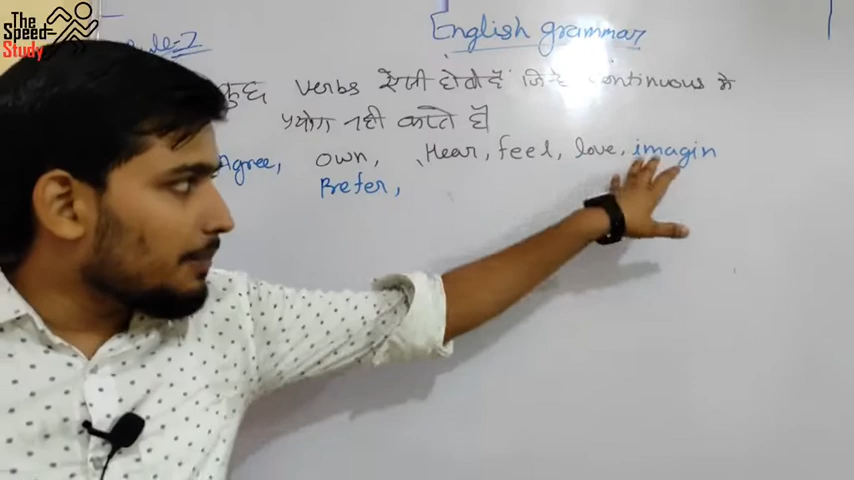 The
Speed
Study
English grammar
कुछ verbs ऐसी होती हैं जिन्हे Continuous मे
प्रयोग नही करते हैं
Agree, own, Hear, feel, love, imagin
Prefer,